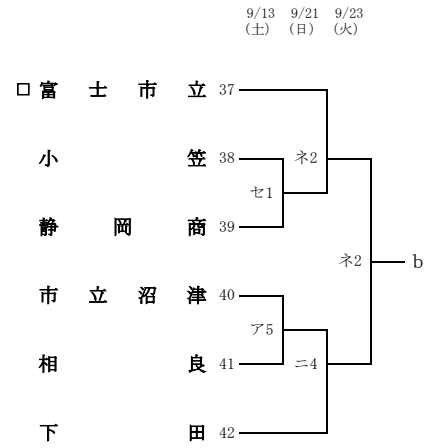 9/13 9/21 9/23
(土) (日) (火)
□ 富士市立 37
小笠 38
ネ2
セ1
静岡商 39
ネ2
b
市立沼津 40
ア5
相良 41
ニ4
下田 42